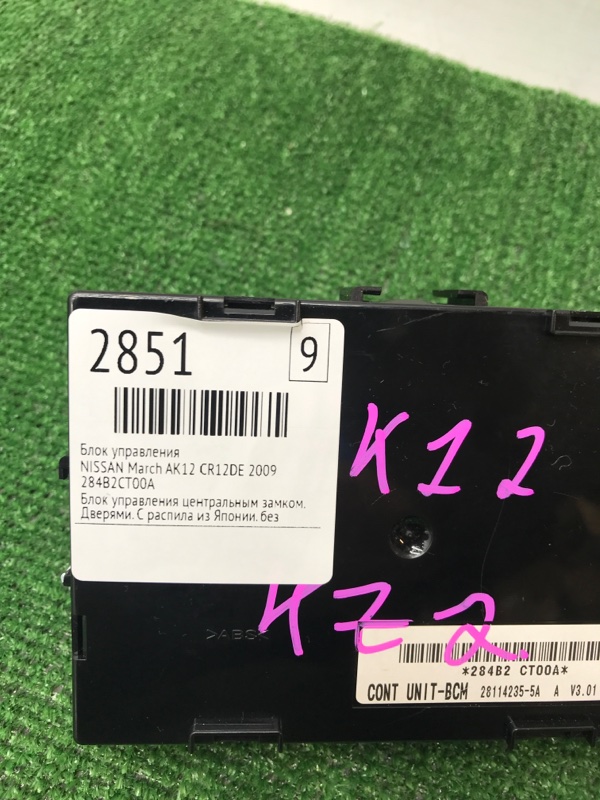 2851
9
Блок управления
NISSAN March AK12 CR12DE 2009
284B2CT00A
Блок управления центральным замком.
Дверями. С распила из Японии. без
K12
KZ2.
>ABS<
*284B2 CT00A*
CONT UNIT-BCM 28114235-5A A V3.01